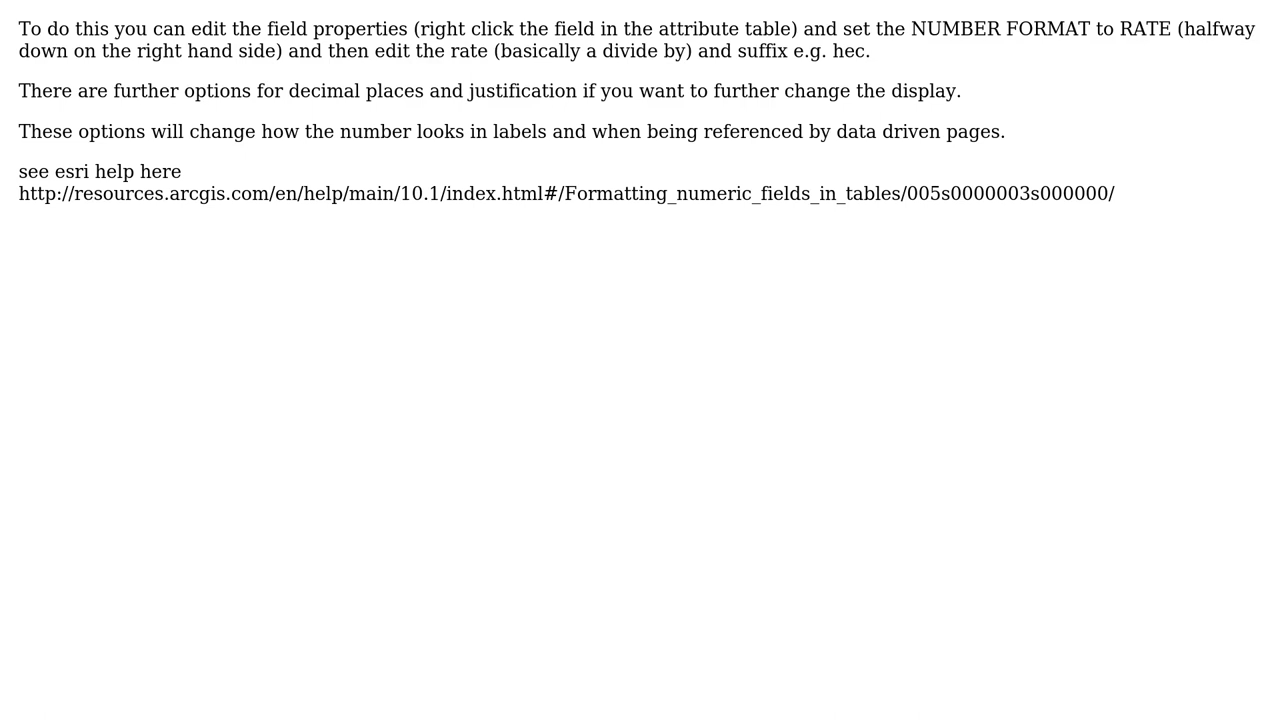 To do this you can edit the field properties (right click the field in the attribute table) and set the NUMBER FORMAT to RATE (halfway
down on the right hand side) and then edit the rate (basically a divide by) and suffix e.g. hec.
There are further options for decimal places and justification if you want to further change the display.
These options will change how the number looks in labels and when being referenced by data driven pages.
see esri help here
http://resources.arcgis.com/en/help/main/10.1/index.html#/Formatting_numeric_fields_in_tables/005s0000003s000000/